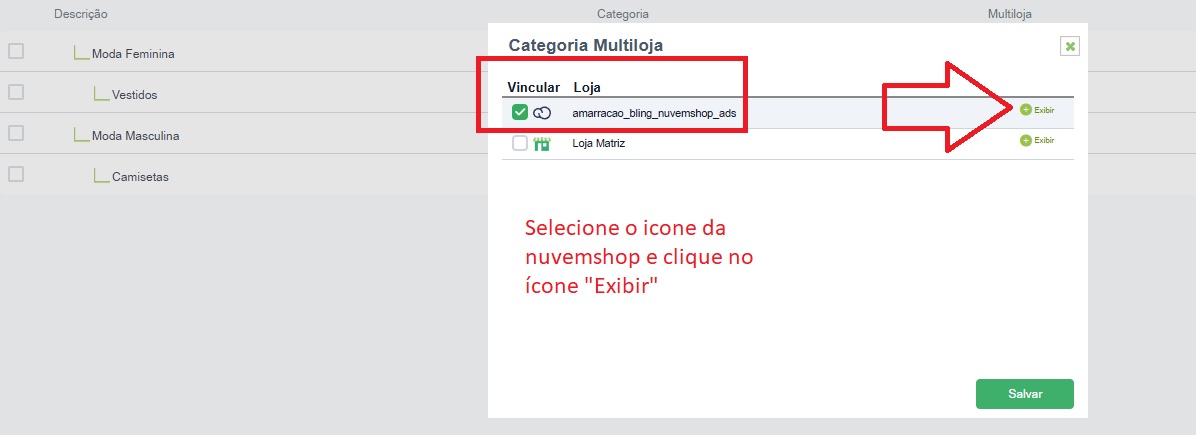 Descrição Categoria Multiloja
Categoria Multiloja
Moda Feminina
Vincular Loja
Vestidos
amarracao_bling_nuvemshop_ads Exibir
Moda Masculina
Loja Matriz Exibir
Camisetas
Selecione o icone da
nuvemshop e clique no
ícone "Exibir"
Salvar